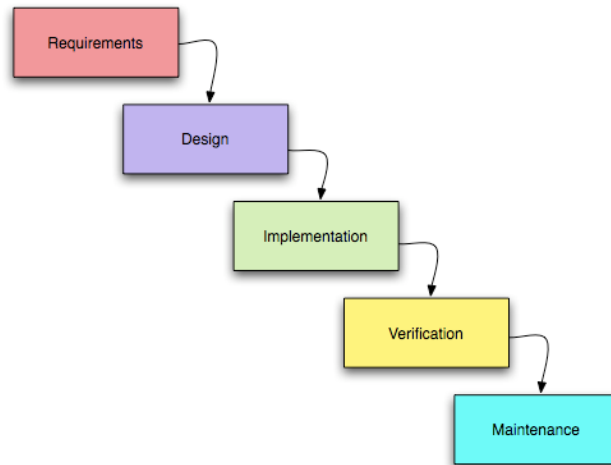 Requirements
Design
Implementation
Verification
Maintenance